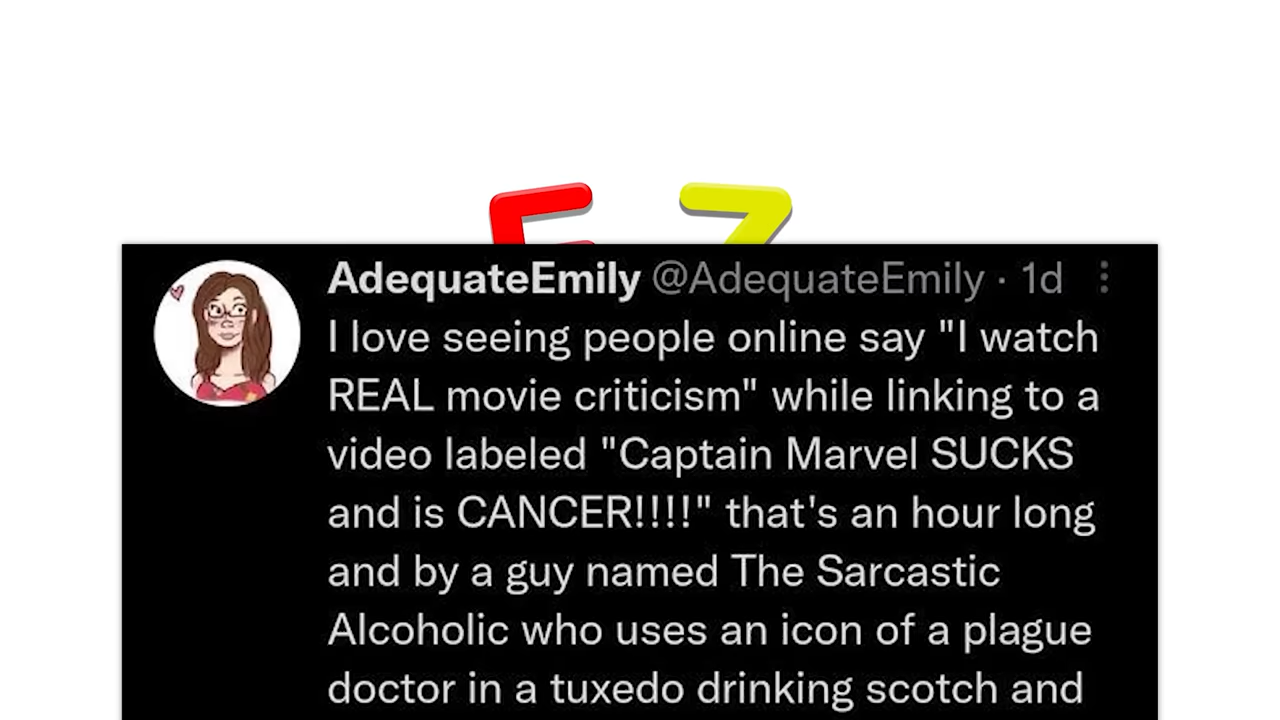 E Z
AdequateEmily @AdequateEmily · 1d
I love seeing people online say "I watch
REAL movie criticism" while linking to a
video labeled "Captain Marvel SUCKS
and is CANCER!!!!" that's an hour long
and by a guy named The Sarcastic
Alcoholic who uses an icon of a plague
doctor in a tuxedo drinking scotch and